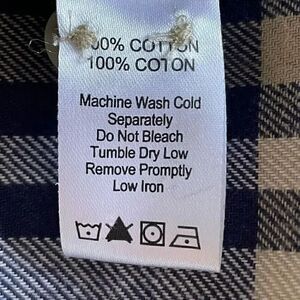 00% COTTON
100% COTON
Machine Wash Cold
Separately
Do Not Bleach
Tumble Dry Low
Remove Promptly
Low Iron